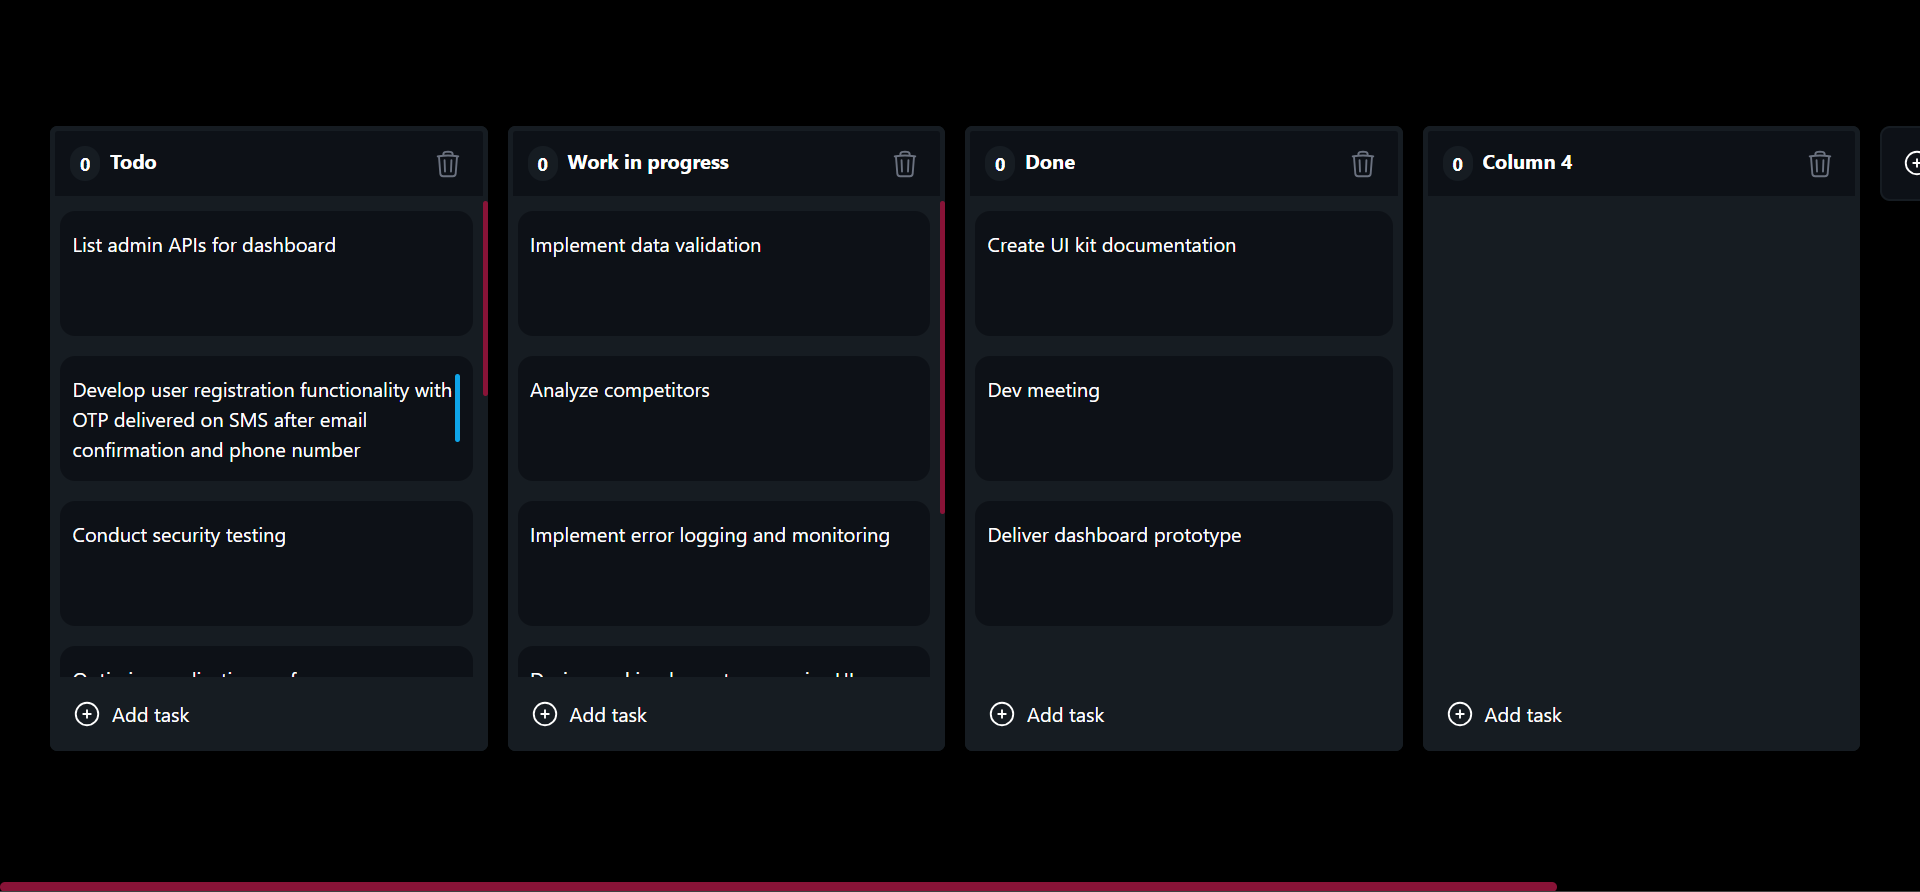 0 Todo
List admin APIs for dashboard
Develop user registration functionality with
OTP delivered on SMS after email
confirmation and phone number
Conduct security testing
Add task
0 Work in progress
Implement data validation
Analyze competitors
Implement error logging and monitoring
Add task
0 Done
Create UI kit documentation
Dev meeting
Deliver dashboard prototype
Add task
0 Column 4
Add task